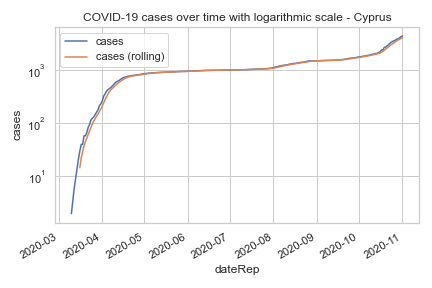 COVID-19 cases over time with logarithmic scale - Cyprus
cases
cases (rolling)
10³
10²
10¹
cases
2020-03
2020-04
2020-05
2020-06
2020-07
2020-08
2020-09
2020-10
2020-11
dateRep